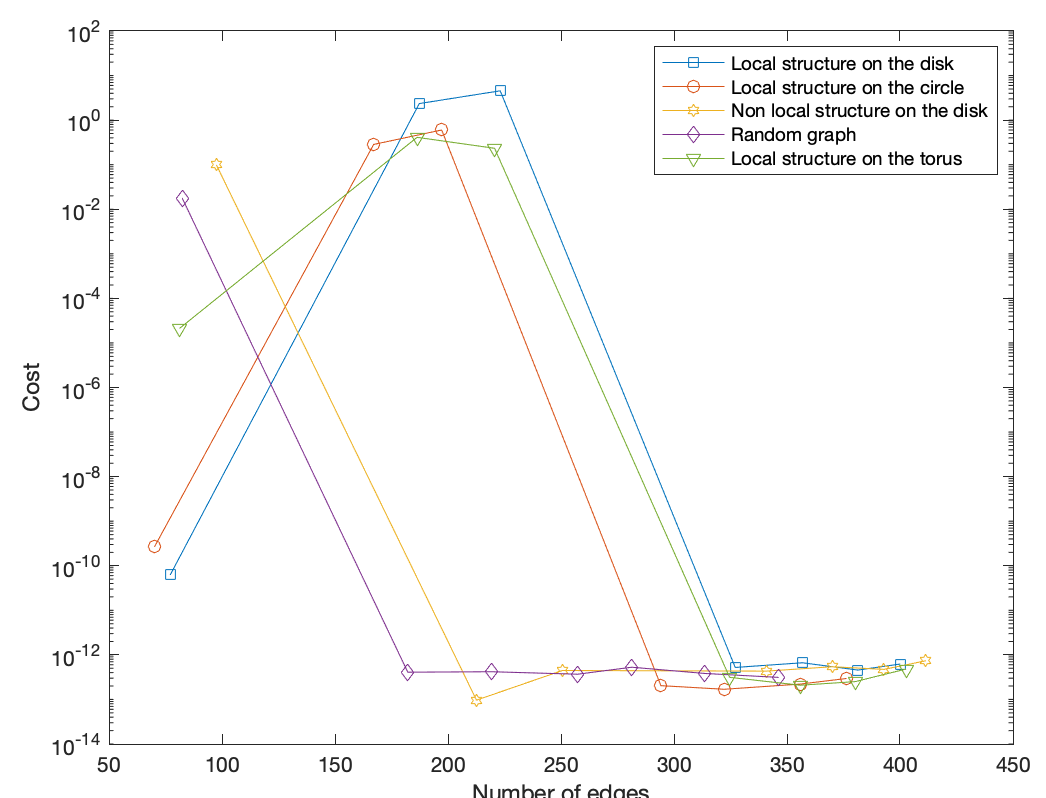 10^2
10^0
10^-2
10^-4
10^-6
10^-8
10^-10
10^-12
10^-14
Cost
Local structure on the disk
Local structure on the circle
Non local structure on the disk
Random graph
Local structure on the torus
50 100 150 200 250 300 350 400 450
Number of edges